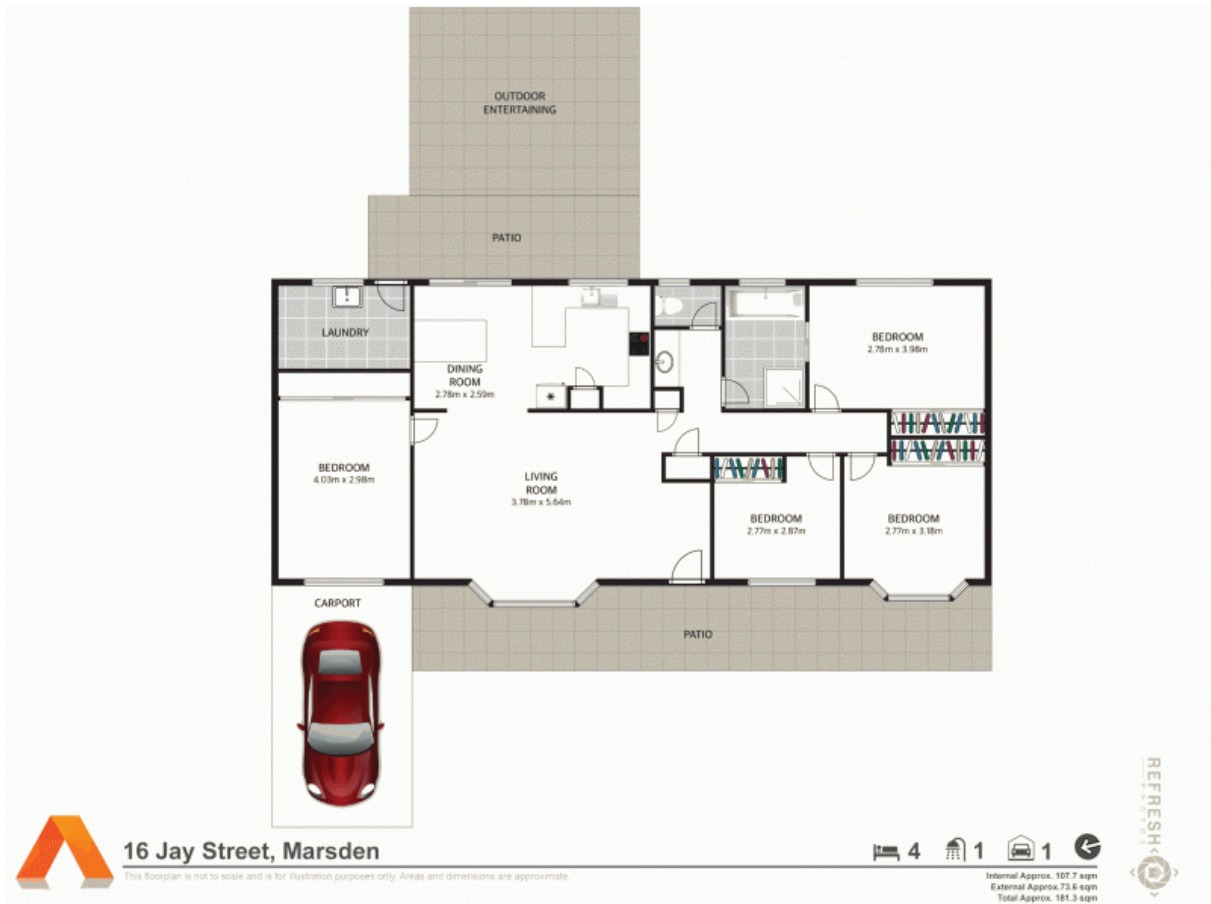 OUTDOOR
ENTERTAINING
PATIO
LAUNDRY
DINING
ROOM
2.78m x 2.59m
BEDROOM
2.78m x 3.98m
BEDROOM
4.03m x 2.98m
LIVING
ROOM
3.78m x 5.64m
BEDROOM
2.77m x 2.87m
BEDROOM
2.77m x 3.18m
CARPORT
PATIO
REFRESH
PHOTOS
16 Jay Street, Marsden
4 1 1
This floorplan is not to scale and is for illustration purposes only. Areas and dimensions are approximate.
Internal Approx. 107.7 sqm
External Approx.73.6 sqm
Total Approx. 181.3 sqm